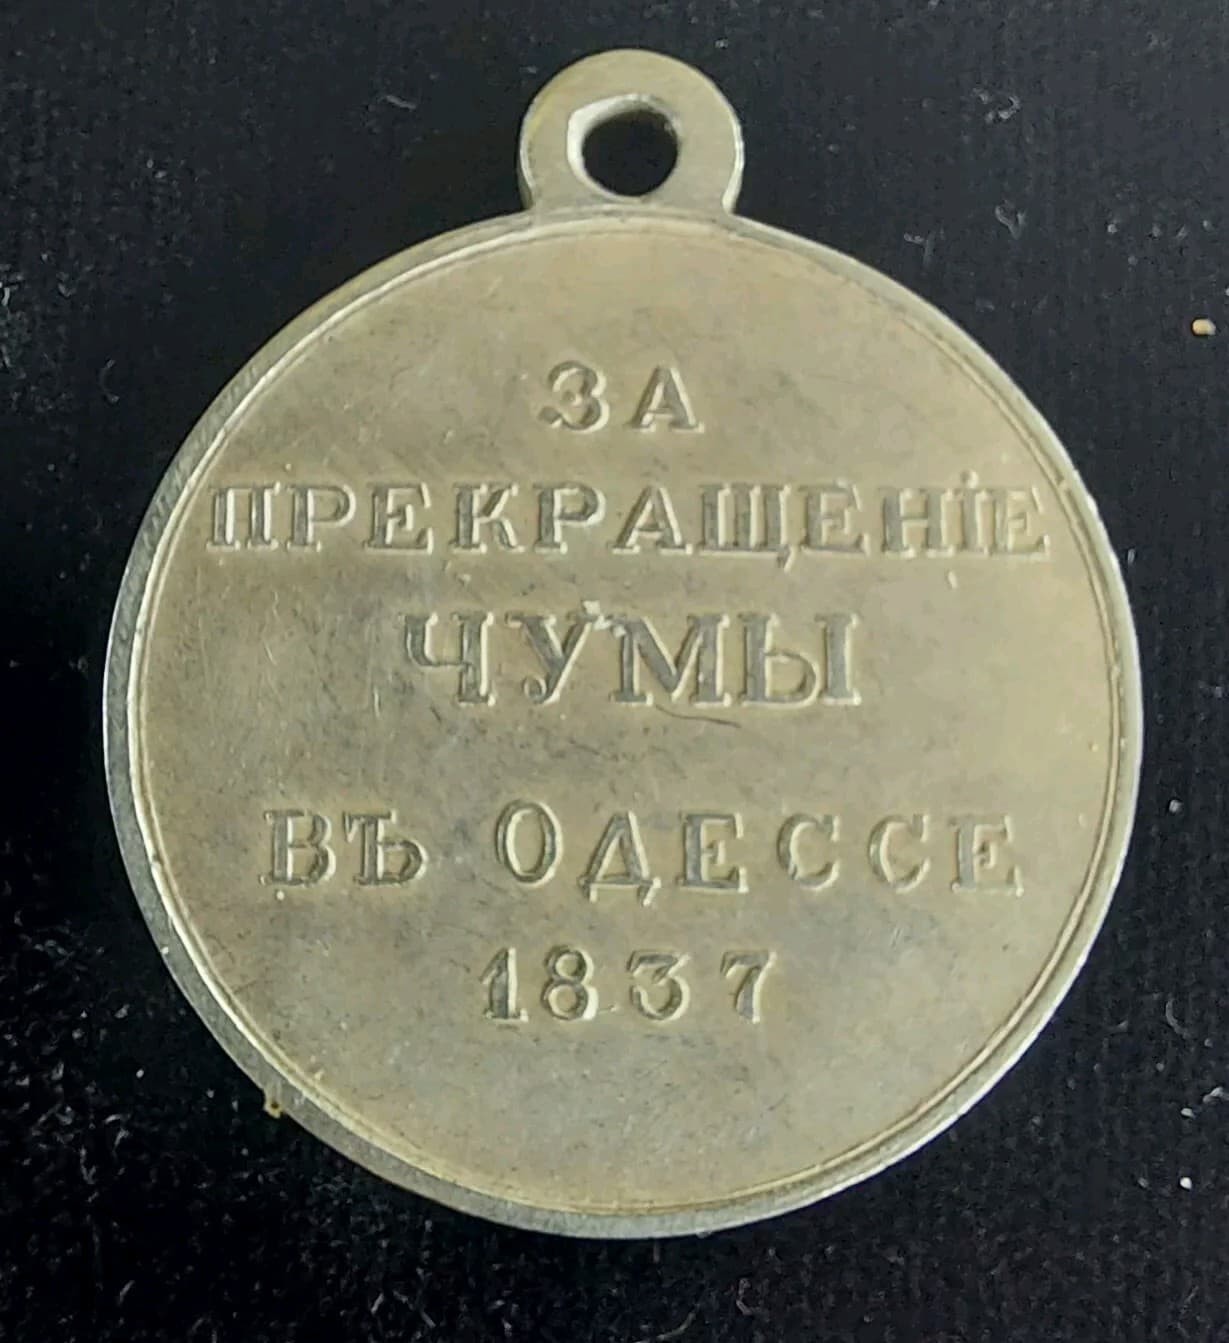 ЗА
ПРЕКРАЩЕНІЕ
ЧУМЫ
ВЪ ОДЕССЕ
1837